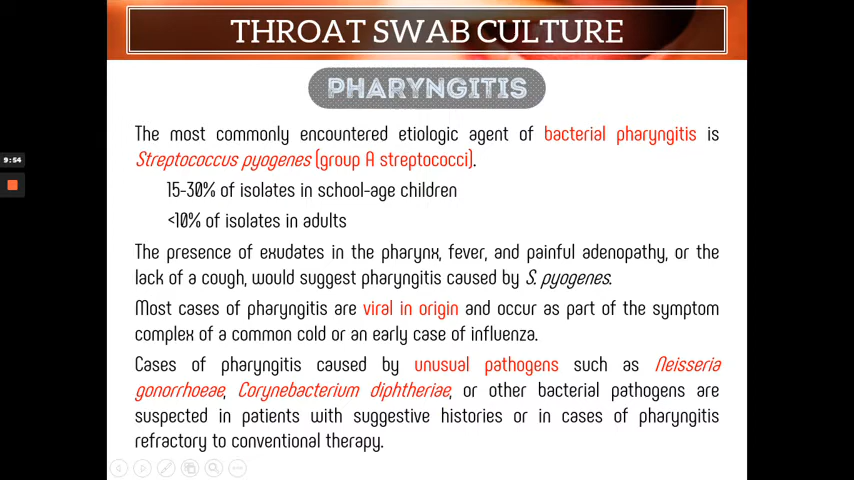 THROAT SWAB CULTURE
PHARYNGITIS
The most commonly encountered etiologic agent of bacterial pharyngitis is
Streptococcus pyogenes (group A streptococci).
15-30% of isolates in school-age children
<10% of isolates in adults
The presence of exudates in the pharynx, fever, and painful adenopathy, or the
lack of a cough, would suggest pharyngitis caused by S. pyogenes.
Most cases of pharyngitis are viral in origin and occur as part of the symptom
complex of a common cold or an early case of influenza.
Cases of pharyngitis caused by unusual pathogens such as Neisseria
gonorrhoeae, Corynebacterium diphtheriae, or other bacterial pathogens are
suspected in patients with suggestive histories or in cases of pharyngitis
refractory to conventional therapy.
9:54